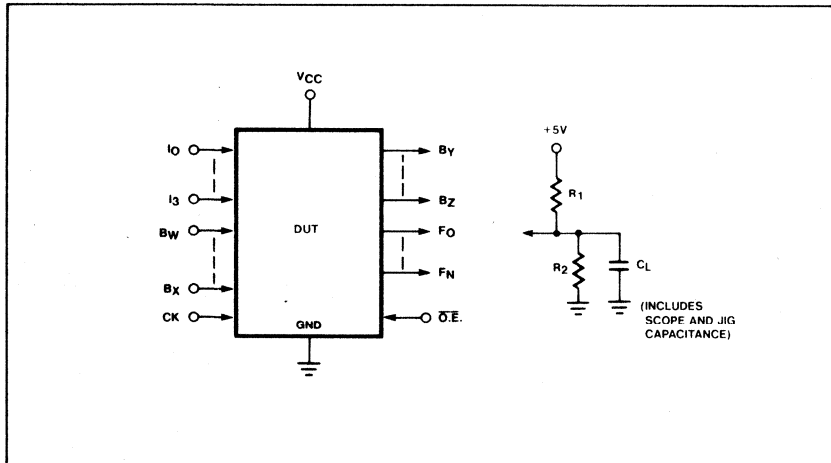 VCC
I0
I3
BW
BX
CK
DUT
GND
BY
BZ
F0
FN
O.E.
+5V
R1
R2
CL
(INCLUDES
SCOPE AND JIG
CAPACITANCE)